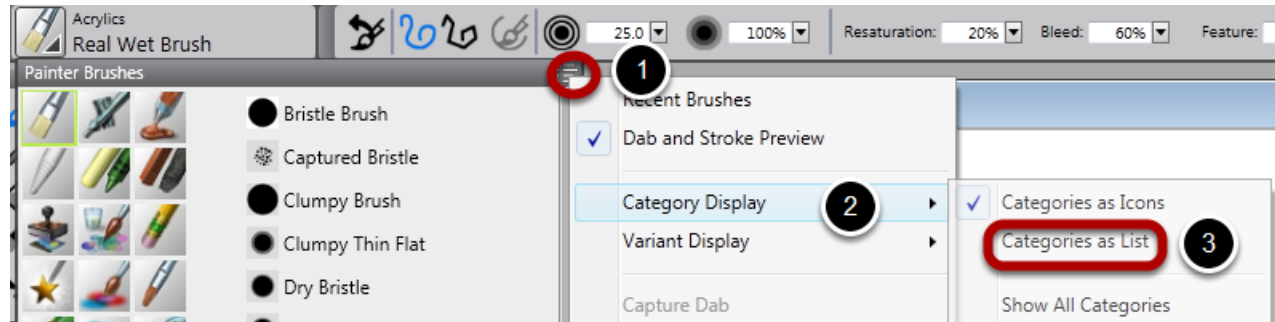 Acrylics
Real Wet Brush
25.0
100%
Resaturation:
20%
Bleed:
60%
Feature:
Painter Brushes
1
Recent Brushes
Bristle Brush
Dab and Stroke Preview
Captured Bristle
Clumpy Brush
Category Display
2
Categories as Icons
Clumpy Thin Flat
Variant Display
Categories as List
3
Dry Bristle
Capture Dab
Show All Categories